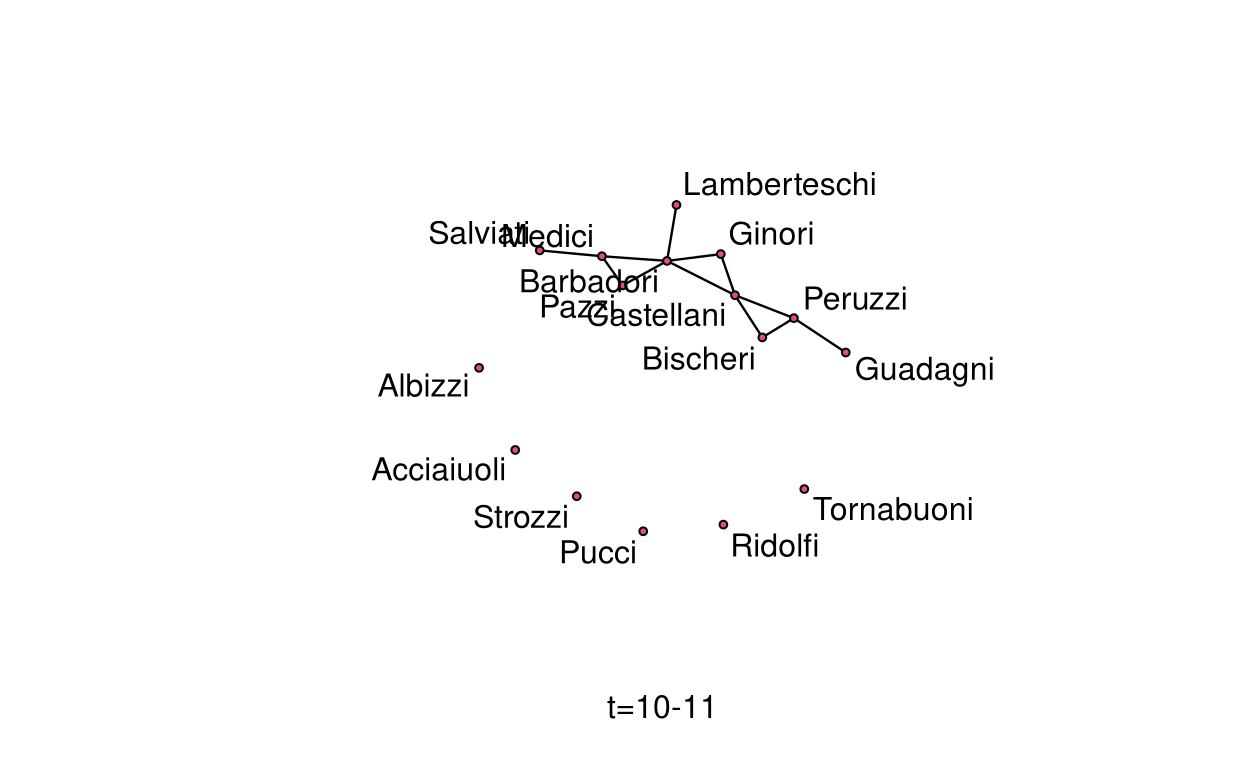 Lamberteschi
Salviati
Medici
Ginori
Barbadori
Pazzi
Castellani
Peruzzi
Bischeri
Guadagni
Albizzi
Acciaiuoli
Strozzi
Tornabuoni
Pucci
Ridolfi
t=10-11